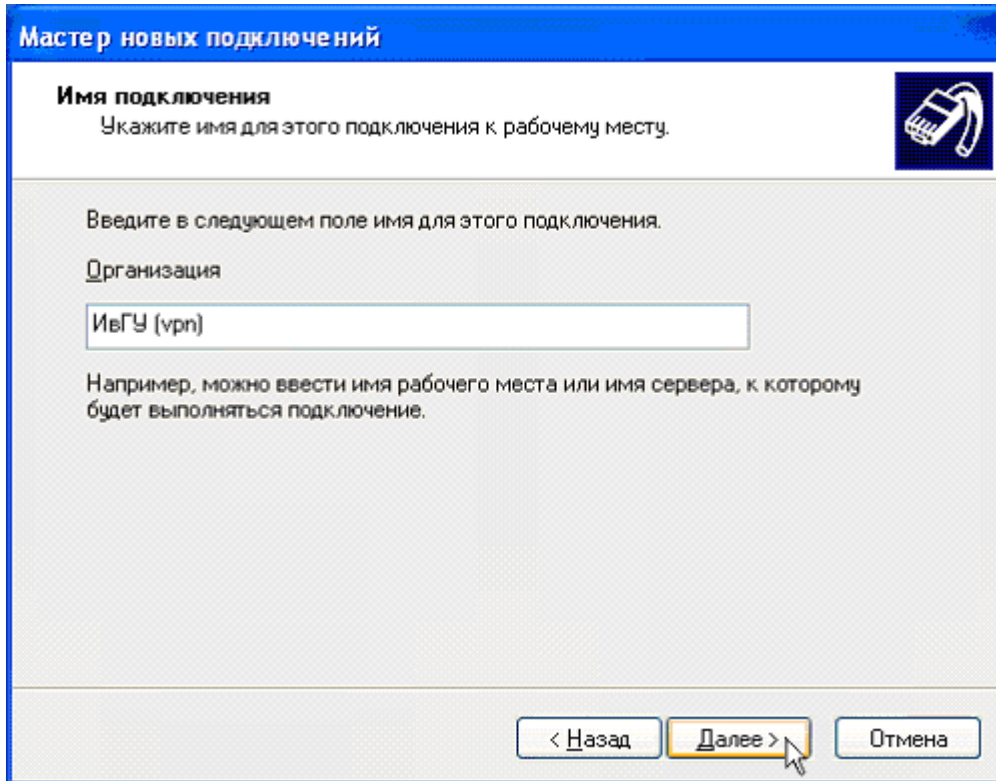 Мастер новых подключений
Имя подключения
Укажите имя для этого подключения к рабочему месту.
Введите в следующем поле имя для этого подключения.
Организация
ИвГУ (vpn)
Например, можно ввести имя рабочего места или имя сервера, к которому
будет выполняться подключение.
< Назад
Далее >
Отмена